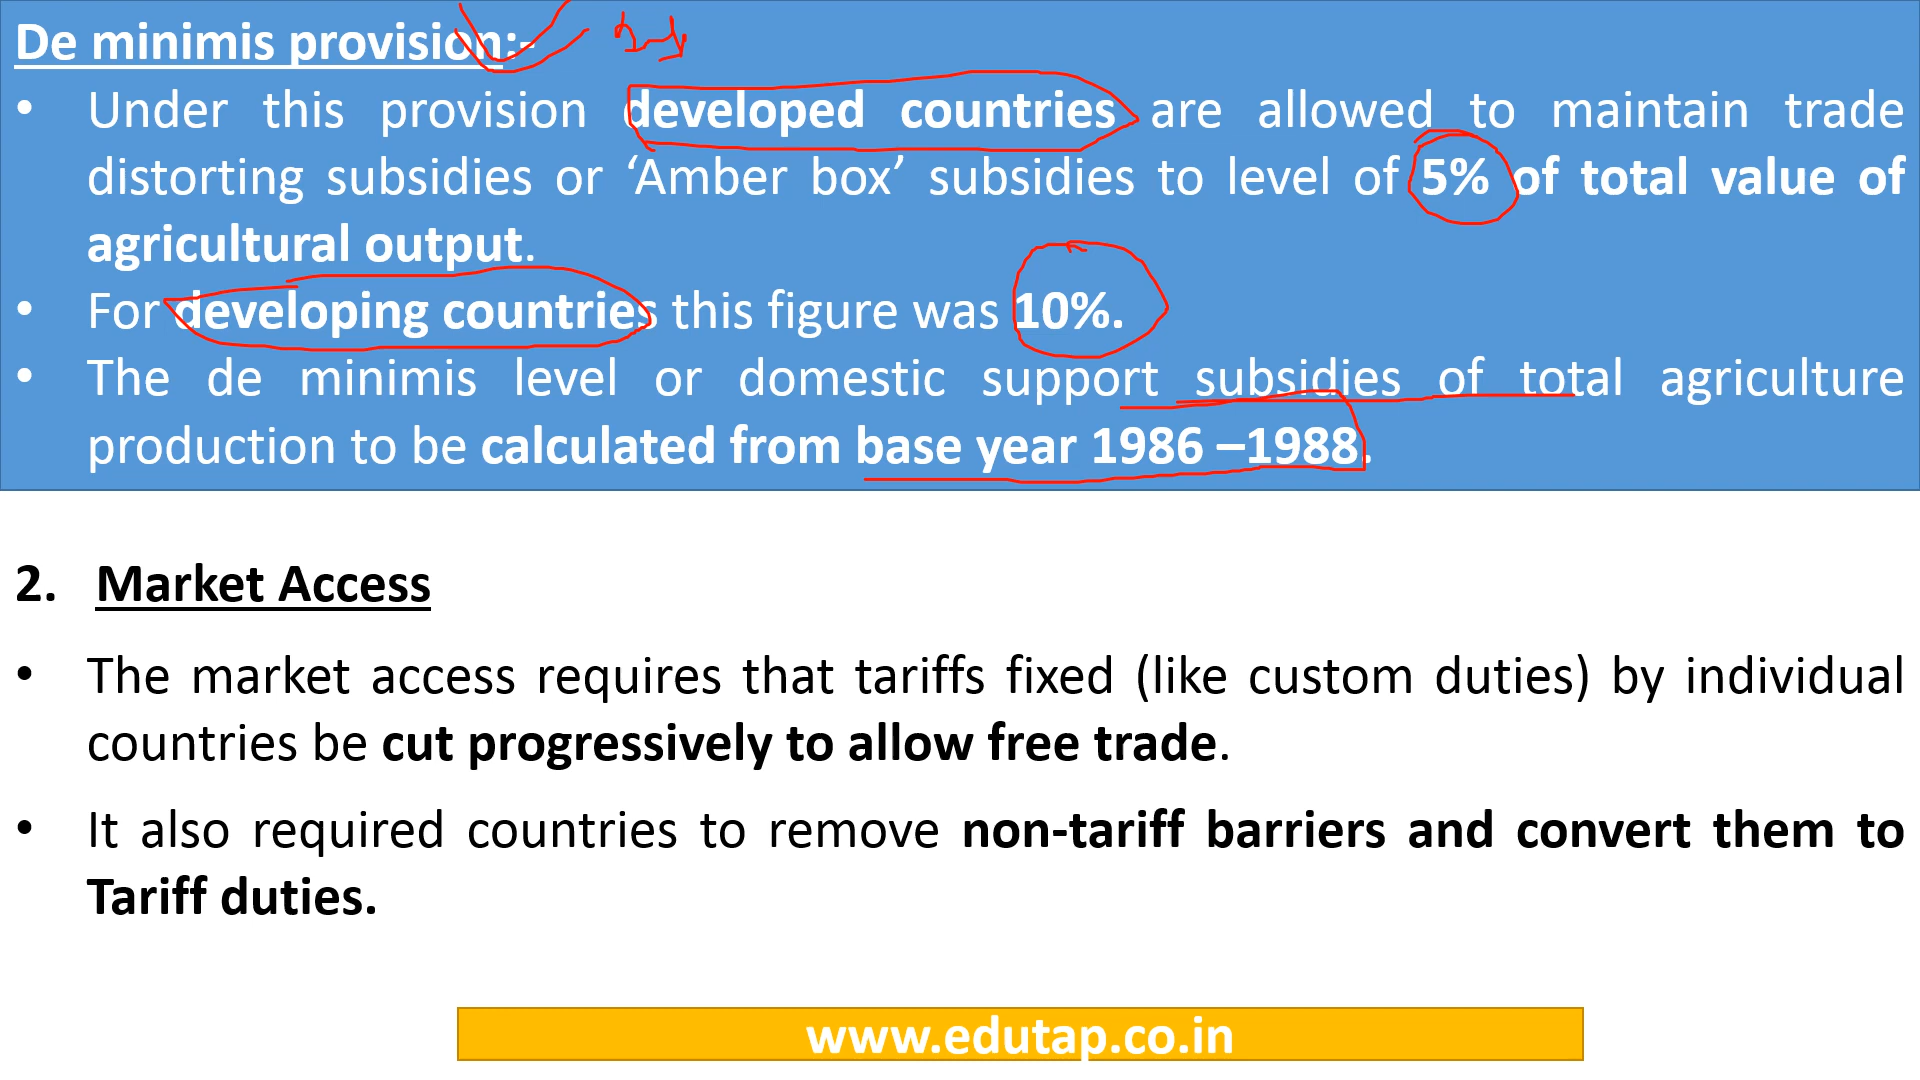 De minimis provision:-
• Under this provision developed countries are allowed to maintain trade
distorting subsidies or ‘Amber box’ subsidies to level of 5% of total value of
agricultural output.
• For developing countries this figure was 10%.
• The de minimis level or domestic support subsidies of total agriculture
production to be calculated from base year 1986 –1988.
2. Market Access
• The market access requires that tariffs fixed (like custom duties) by individual
countries be cut progressively to allow free trade.
• It also required countries to remove non-tariff barriers and convert them to
Tariff duties.
www.edutap.co.in